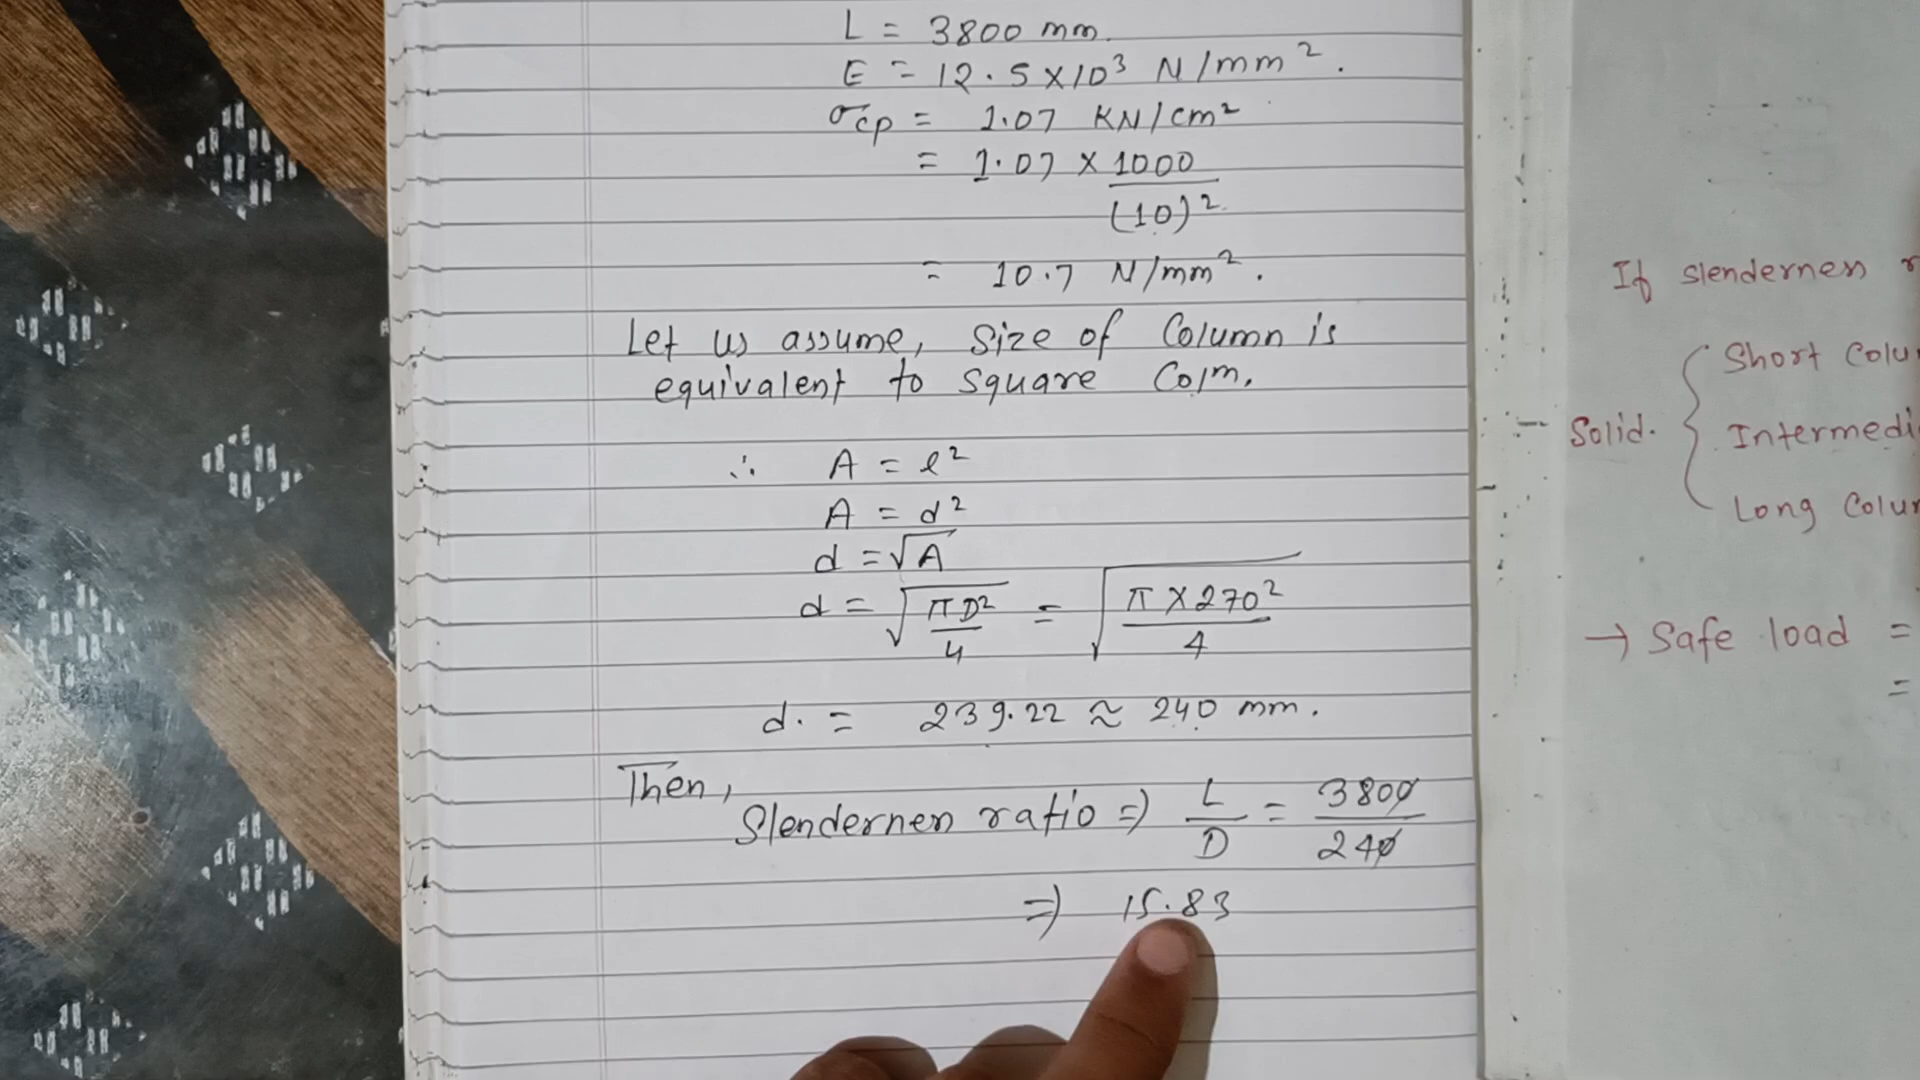 L = 3800 mm.
E = 12.5 x 10³ N/mm².
σcp = 1.07 KN/cm²
= 1.07 x 1000
(10)²
= 10.7 N/mm².
Let us assume, Size of Column is
equivalent to square Colm.
∴ A = l²
A = d²
d = √A
d = √πD²/4 = √π x 270²/4
d. = 239.22 ≈ 240 mm.
Then,
Slendernen ratio => L/D = 3800/240
=> 15.83
If slendernen r
Short Colu
Solid.
Intermedi
Long Colu
→ Safe load =
=